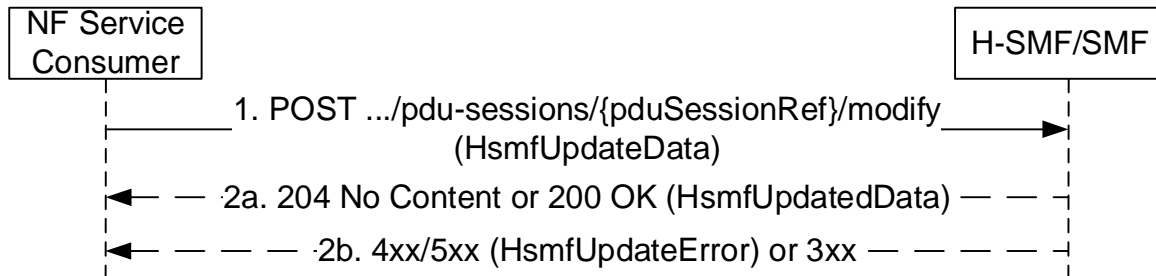 NF Service
Consumer
H-SMF/SMF
1. POST .../pdu-sessions/{pduSessionRef}/modify
(HsmfUpdateData)
2a. 204 No Content or 200 OK (HsmfUpdatedData)
2b. 4xx/5xx (HsmfUpdateError) or 3xx